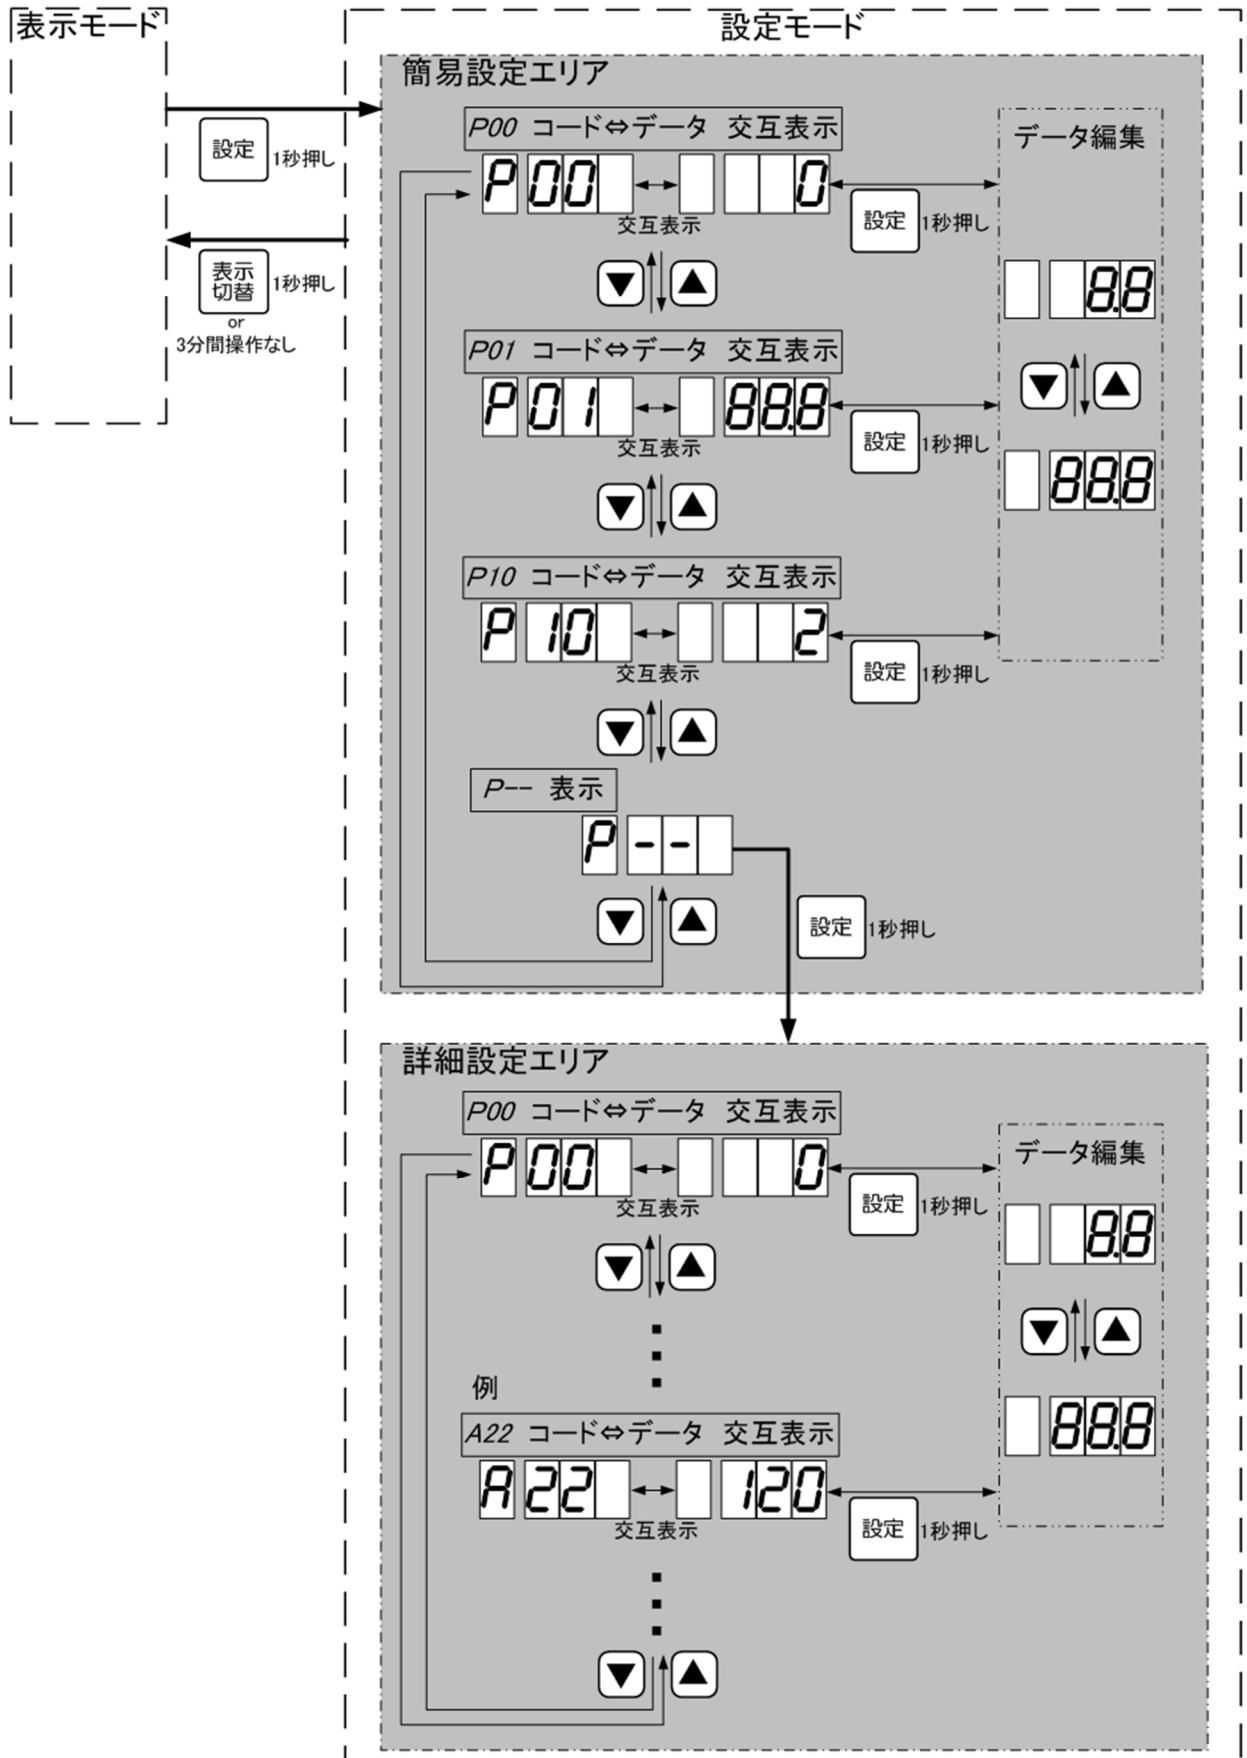 表示モード
設定モード
簡易設定エリア
P00 コード⇔データ 交互表示
データ編集
設定 1秒押し
P00 0
交互表示
設定 1秒押し
表示
切替 1秒押し
or
3分間操作なし
▼ ▲
8.8
P01 コード⇔データ 交互表示
P01 88.8
交互表示
設定 1秒押し
▼ ▲
88.8
▼ ▲
P10 コード⇔データ 交互表示
P10 2
交互表示
設定 1秒押し
▼ ▲
P-- 表示
P--
▼ ▲
設定 1秒押し
詳細設定エリア
P00 コード⇔データ 交互表示
データ編集
P00 0
交互表示
設定 1秒押し
8.8
▼ ▲
▼ ▲
88.8
例
A22 コード⇔データ 交互表示
A22 120
交互表示
設定 1秒押し
▼ ▲